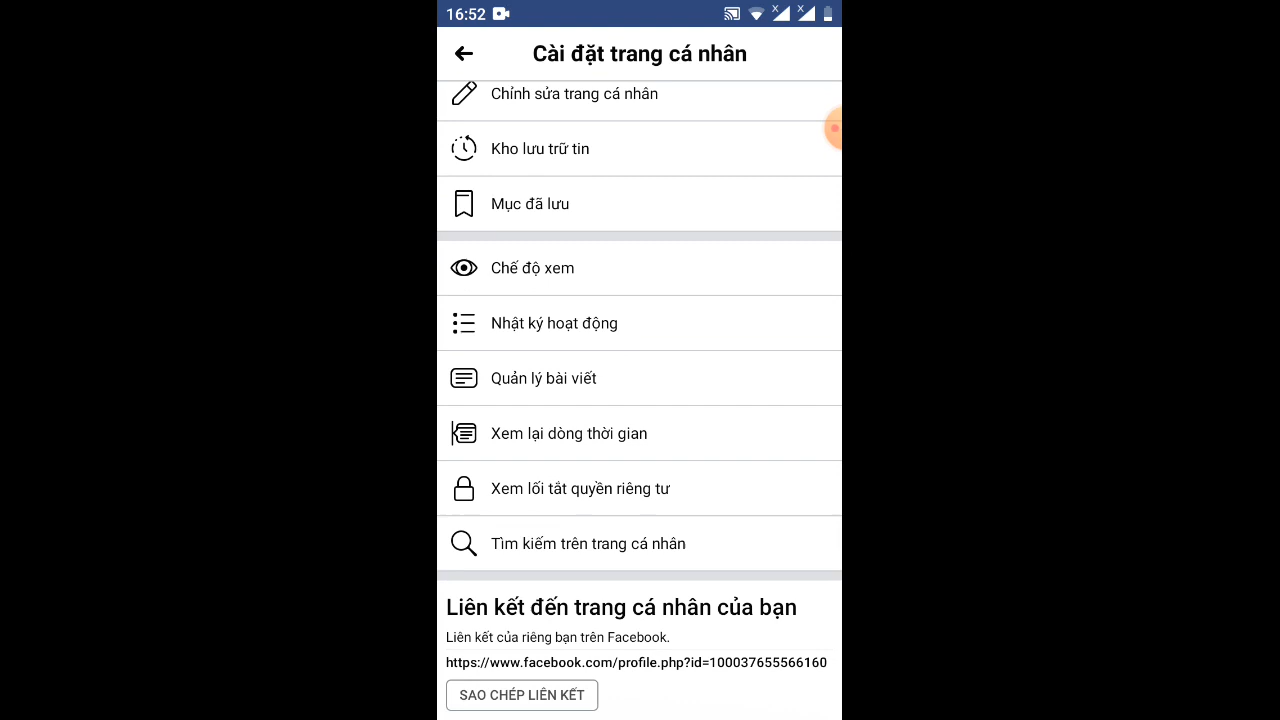 16:52
Cài đặt trang cá nhân
Chỉnh sửa trang cá nhân
Kho lưu trữ tin
Mục đã lưu
Chế độ xem
Nhật ký hoạt động
Quản lý bài viết
Xem lại dòng thời gian
Xem lối tắt quyền riêng tư
Tìm kiếm trên trang cá nhân
Liên kết đến trang cá nhân của bạn
Liên kết của riêng bạn trên Facebook.
https://www.facebook.com/profile.php?id=100037655566160
SAO CHÉP LIÊN KẾT